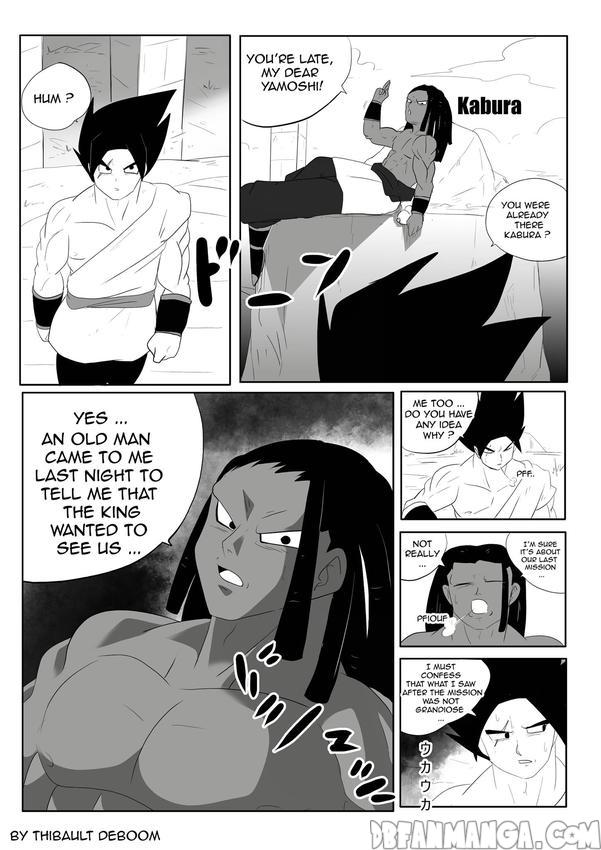 HUM ?
YOU'RE LATE,
MY DEAR
YAMOSHI!
Kabura
YOU WERE
ALREADY
THERE
KABURA ?
ドーン
YES ...
AN OLD MAN
CAME TO ME
LAST NIGHT TO
TELL ME THAT
THE KING
WANTED TO
SEE US ...
ME TOO ...
DO YOU HAVE
ANY IDEA
WHY ?
PFF..
NOT
REALLY ...
I'M SURE
IT'S ABOUT
OUR LAST
MISSION
...
PFIOUF
I MUST
CONFESS
THAT WHAT I SAW
AFTER THE MISSION
WAS NOT
GRANDIOSE
...
ウカウカ
BY THIBAULT DEBOOM
DBFANMANGA.COM